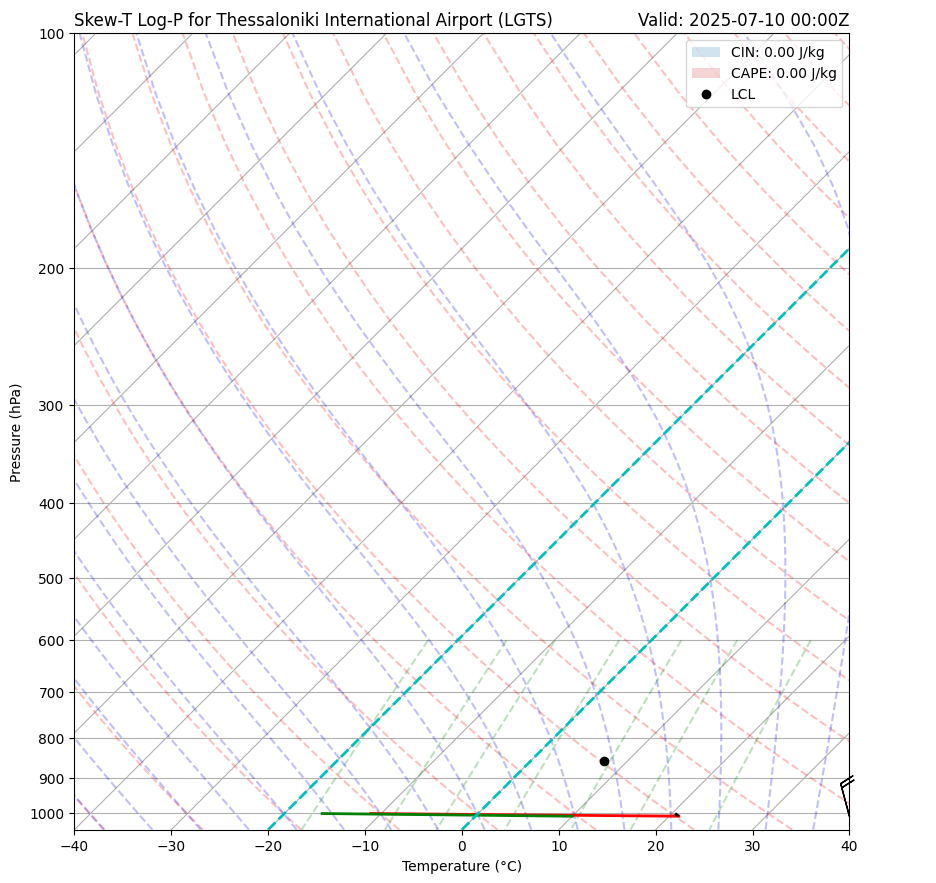 Skew-T Log-P for Thessaloniki International Airport (LGTS) Valid: 2025-07-10 00:00Z
CIN: 0.00 J/kg
CAPE: 0.00 J/kg
LCL
Pressure (hPa)
100
200
300
400
500
600
700
800
900
1000
−40 −30 −20 −10 0 10 20 30 40
Temperature (°C)